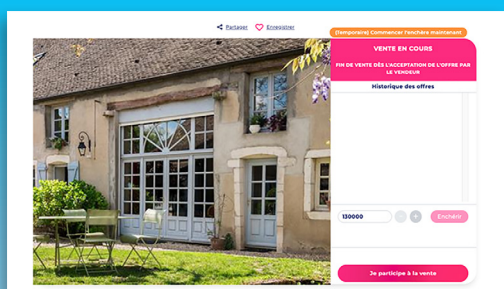 Partager Enregistrer
(Temporaire) Commencer l'enchère maintenant
VENTE EN COURS
FIN DE VENTE DÈS L'ACCEPTATION DE L'OFFRE PAR
LE VENDEUR
Historique des offres
130000 - + Enchérir
Je participe à la vente